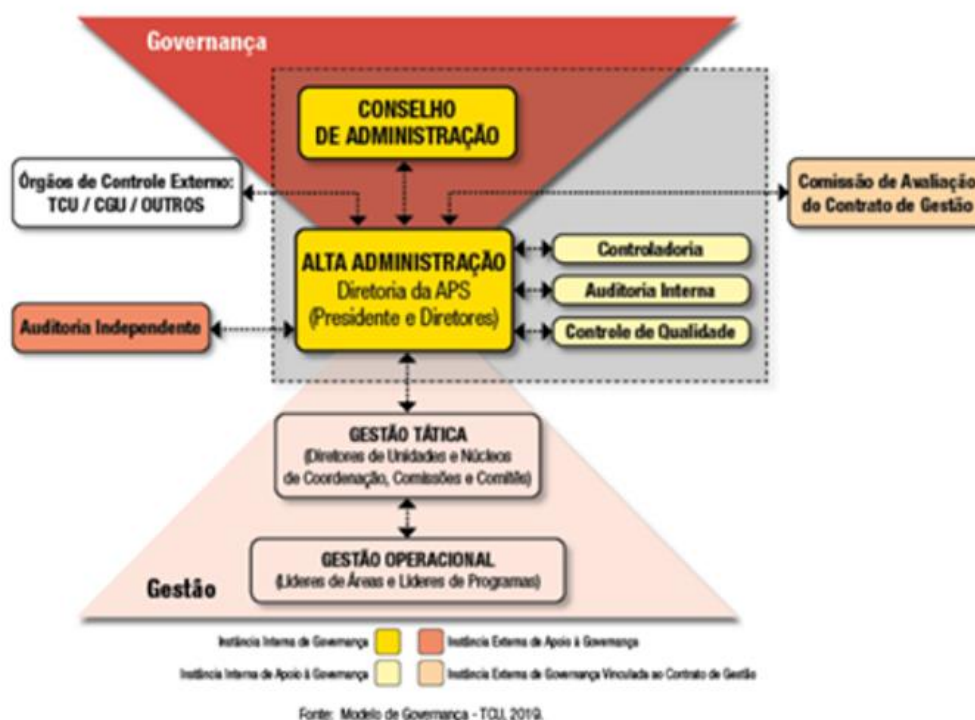 Governança
CONSELHO
DE ADMINISTRAÇÃO
Órgãos de Controle Externo:
TCU / CGU / OUTROS
Comissão de Avaliação
do Contrato de Gestão
ALTA ADMINISTRAÇÃO
Diretoria da APS
(Presidente e Diretores)
Controladoria
Auditoria Interna
Controle de Qualidade
Auditoria Independente
GESTÃO TÁTICA
(Diretores de Unidades e Núcleos
de Coordenação, Comissões e Comitês)
GESTÃO OPERACIONAL
(Líderes de Áreas e Líderes de Programas)
Gestão
Instância Interna de Governança
Instância Externa de Apoio à Governança
Instância Interna de Apoio à Governança
Instância Externa de Governança Vinculada ao Contrato de Gestão
Fonte: Modelo de Governança - TCU, 2019.